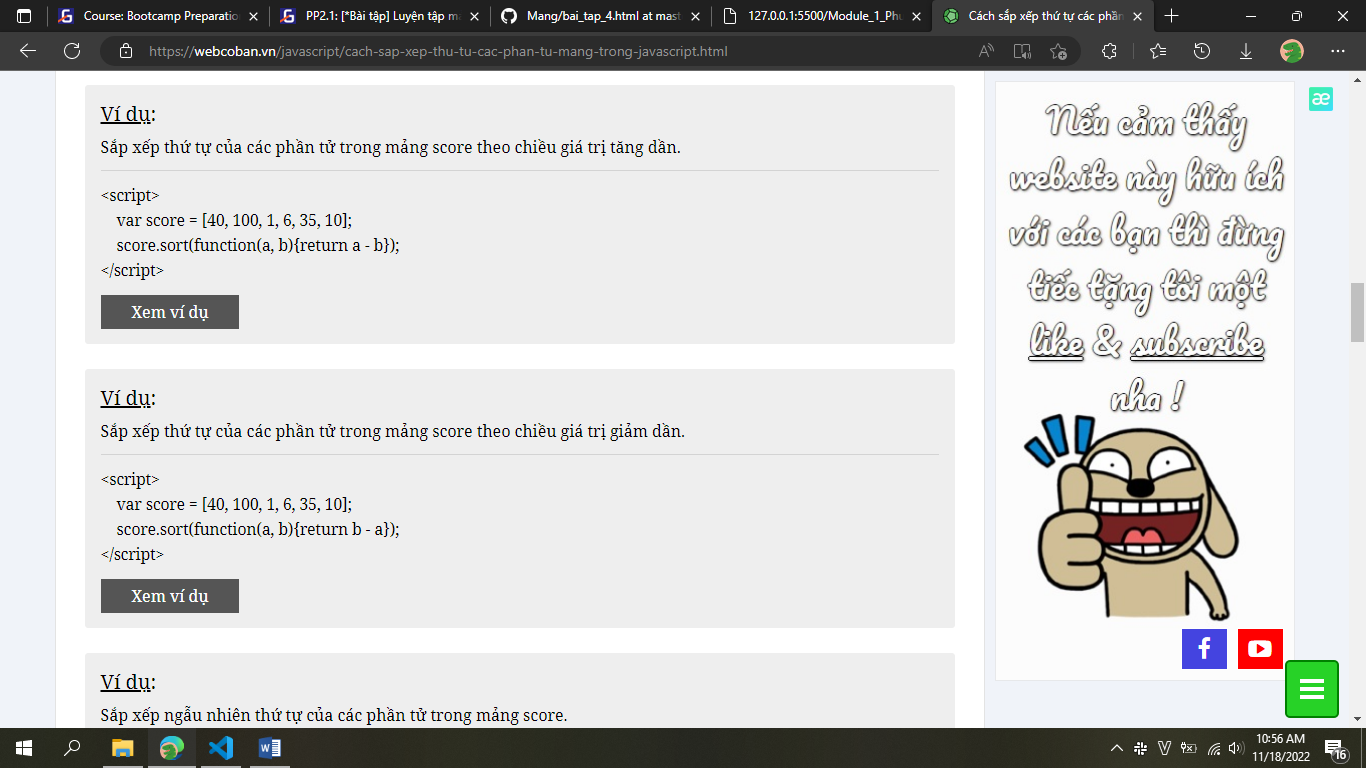 Course: Bootcamp Preparation
PP2.1: [*Bài tập] Luyện tập m
Mang/bai_tap_4.html at mast
127.0.0.1:5500/Module_1_Phu
Cách sắp xếp thứ tự các phần
https://webcoban.vn/javascript/cach-sap-xep-thu-tu-cac-phan-tu-mang-trong-javascript.html
Ví dụ:
Sắp xếp thứ tự của các phần tử trong mảng score theo chiều giá trị tăng dần.
<script>
var score = [40, 100, 1, 6, 35, 10];
score.sort(function(a, b){return a - b});
</script>
Xem ví dụ
Ví dụ:
Sắp xếp thứ tự của các phần tử trong mảng score theo chiều giá trị giảm dần.
<script>
var score = [40, 100, 1, 6, 35, 10];
score.sort(function(a, b){return b - a});
</script>
Xem ví dụ
Ví dụ:
Sắp xếp ngẫu nhiên thứ tự của các phần tử trong mảng score.
Nếu cảm thấy
website này hữu ích
với các bạn thì đừng
tiếc tặng tôi một
like & subscribe
nha !
æ
10:56 AM
11/18/2022
16